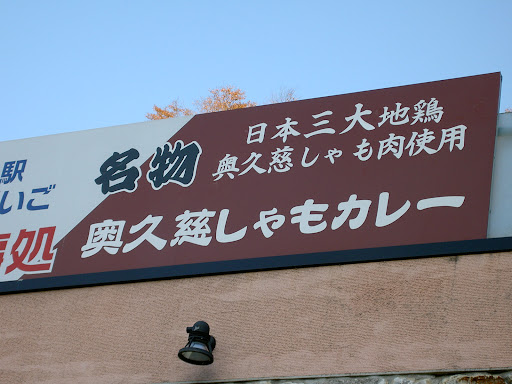 駅
いご
処
名物
日本三大地鶏
奥久慈しゃも肉使用
奥久慈しゃもカレー